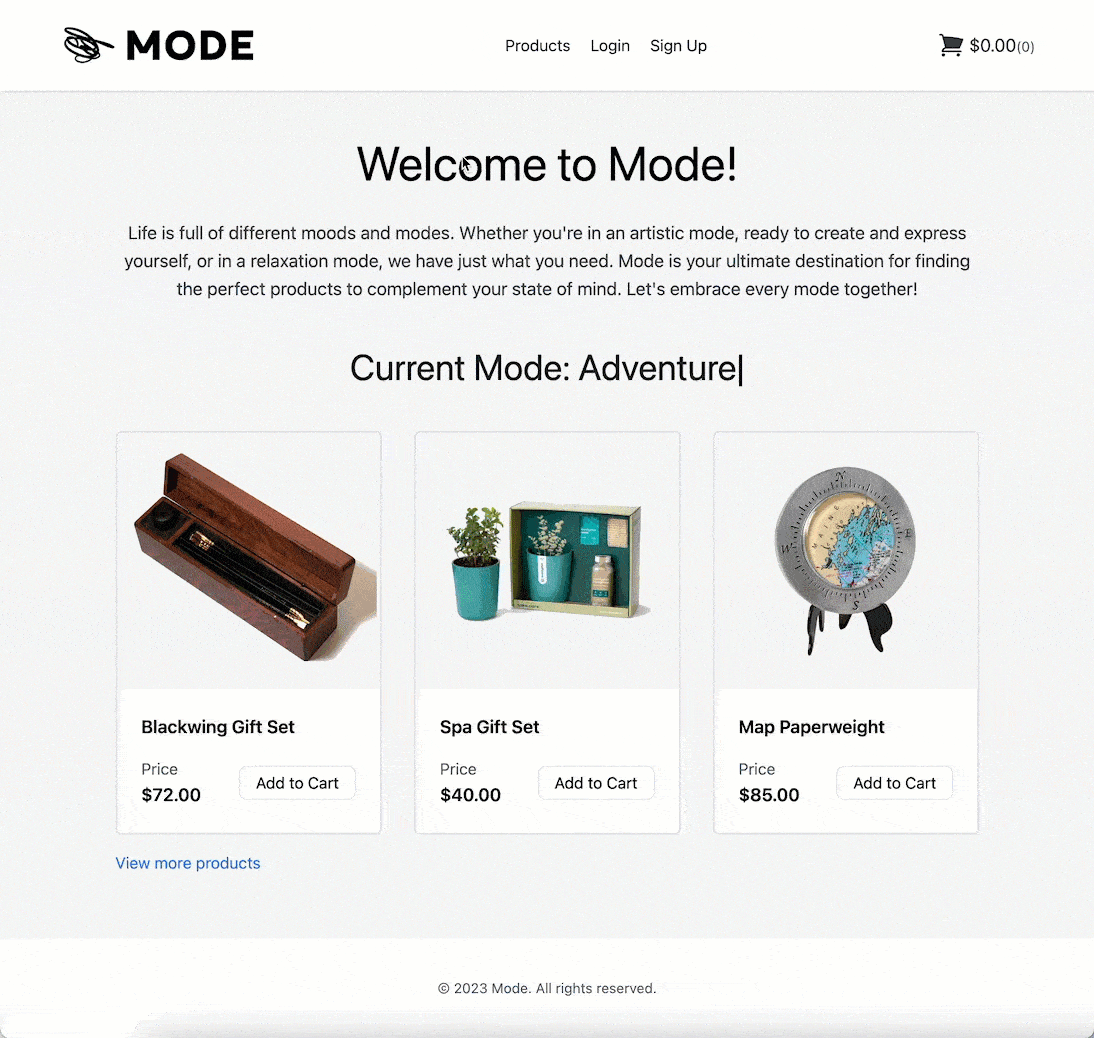 MODE
Products Login Sign Up
$0.00(0)
Welcome to Mode!
Life is full of different moods and modes. Whether you're in an artistic mode, ready to create and express
yourself, or in a relaxation mode, we have just what you need. Mode is your ultimate destination for finding
the perfect products to complement your state of mind. Let's embrace every mode together!
Current Mode: Adventure|
N
E
S
W
MAINE
Blackwing Gift Set
Price
$72.00
Add to Cart
Spa Gift Set
Price
$40.00
Add to Cart
Map Paperweight
Price
$85.00
Add to Cart
View more products
© 2023 Mode. All rights reserved.